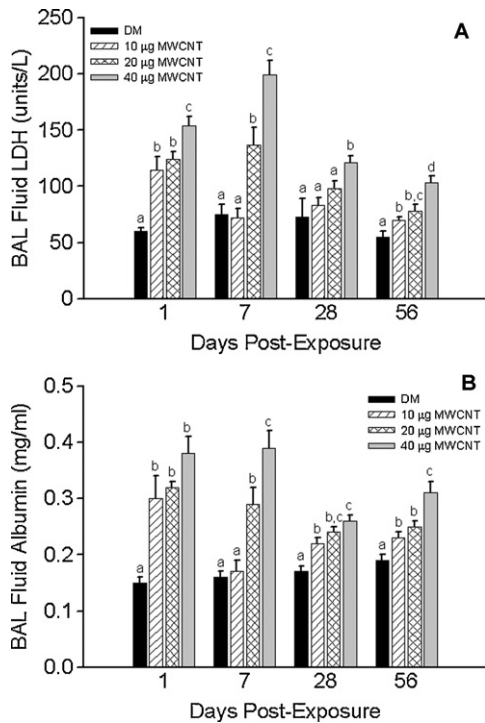 A
DM
10 µg MWCNT
20 µg MWCNT
40 µg MWCNT
BAL Fluid LDH (units/L)
250
200
150
100
50
0
a b b c
a a b c
a a a b
a b b,c d
1 7 28 56
Days Post-Exposure
B
DM
10 µg MWCNT
20 µg MWCNT
40 µg MWCNT
BAL Fluid Albumin (mg/ml)
0.5
0.4
0.3
0.2
0.1
0.0
a b b c
a a b c
a b b,c c
a b b c
1 7 28 56
Days Post-Exposure